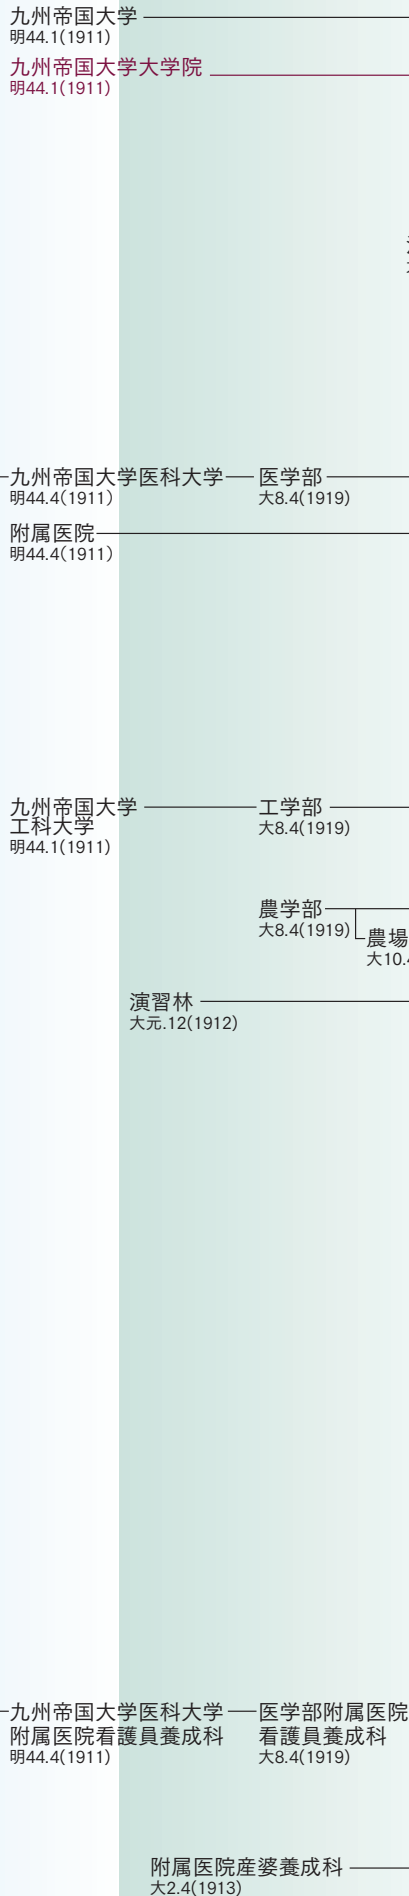 九州帝国大学
明44.1(1911)
九州帝国大学大学院
明44.1(1911)
九州帝国大学医科大学
明44.4(1911)
医学部
大8.4(1919)
附属医院
明44.4(1911)
九州帝国大学
工科大学
明44.1(1911)
工学部
大8.4(1919)
農学部
大8.4(1919)
農場
大10.4
演習林
大元.12(1912)
九州帝国大学医科大学
附属医院看護員養成科
明44.4(1911)
医学部附属医院
看護員養成科
大8.4(1919)
附属医院産婆養成科
大2.4(1913)